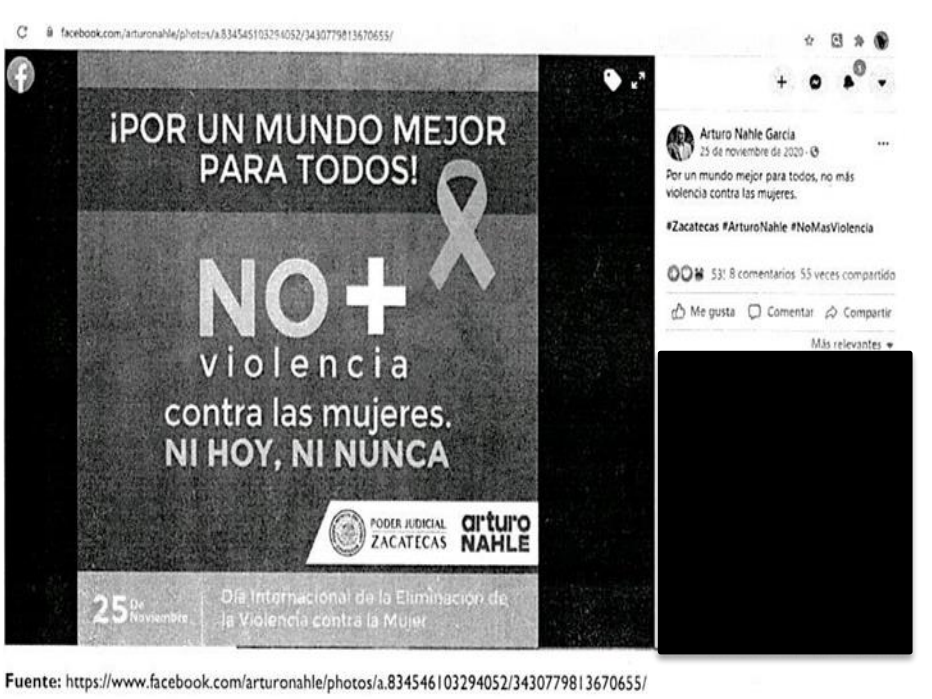 facebook.com/arturonahle/photos/a.834545103294052/3430779813670655/
¡POR UN MUNDO MEJOR
PARA TODOS!
NO +
violencia
contra las mujeres.
NI HOY, NI NUNCA
PODER JUDICIAL
ZACATECAS
arturo
NAHLE
25 De
Noviembre
Día Internacional de la Eliminación de
la Violencia contra la Mujer
Arturo Nahle García
25 de noviembre de 2020
Por un mundo mejor para todos, no más
violencia contra las mujeres.
#Zacatecas #ArturoNahle #NoMasViolencia
8 comentarios 55 veces compartido
Me gusta Comentar Compartir
Más relevantes
Fuente: https://www.facebook.com/arturonahle/photos/a.834546103294052/3430779813670655/